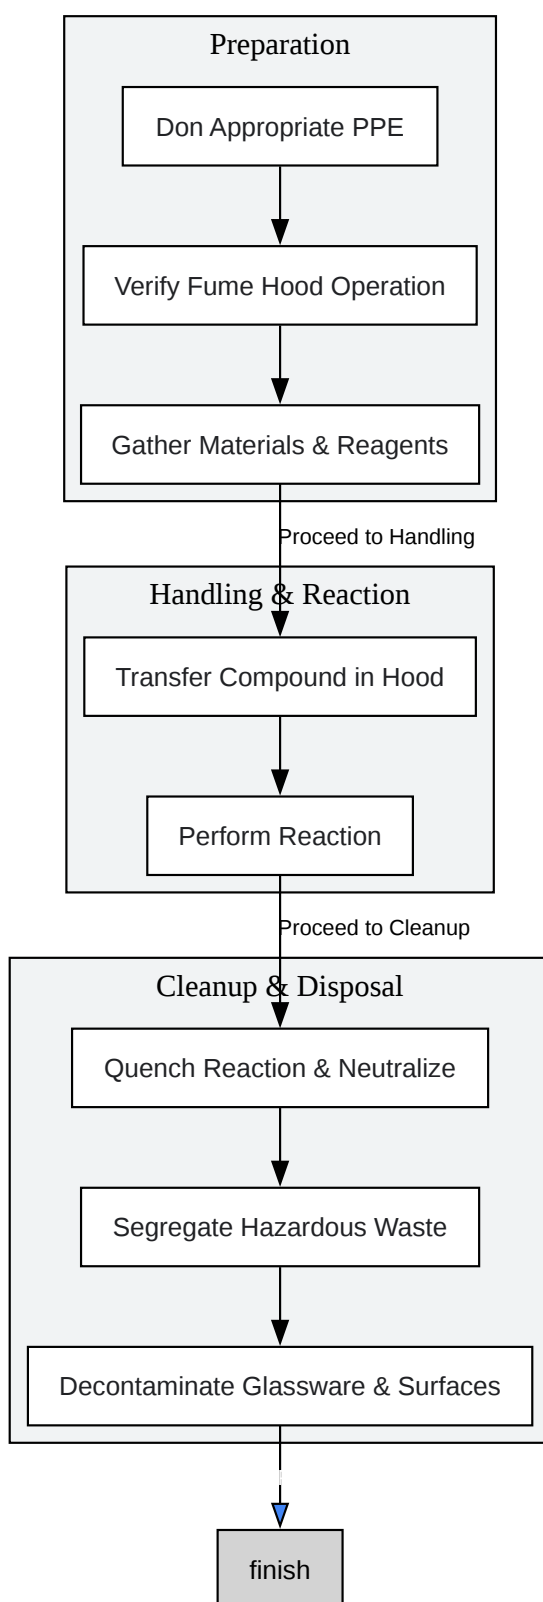 Preparation
Don Appropriate PPE
Verify Fume Hood Operation
Gather Materials & Reagents
Proceed to Handling
Handling & Reaction
Transfer Compound in Hood
Perform Reaction
Proceed to Cleanup
Cleanup & Disposal
Quench Reaction & Neutralize
Segregate Hazardous Waste
Decontaminate Glassware & Surfaces
finish